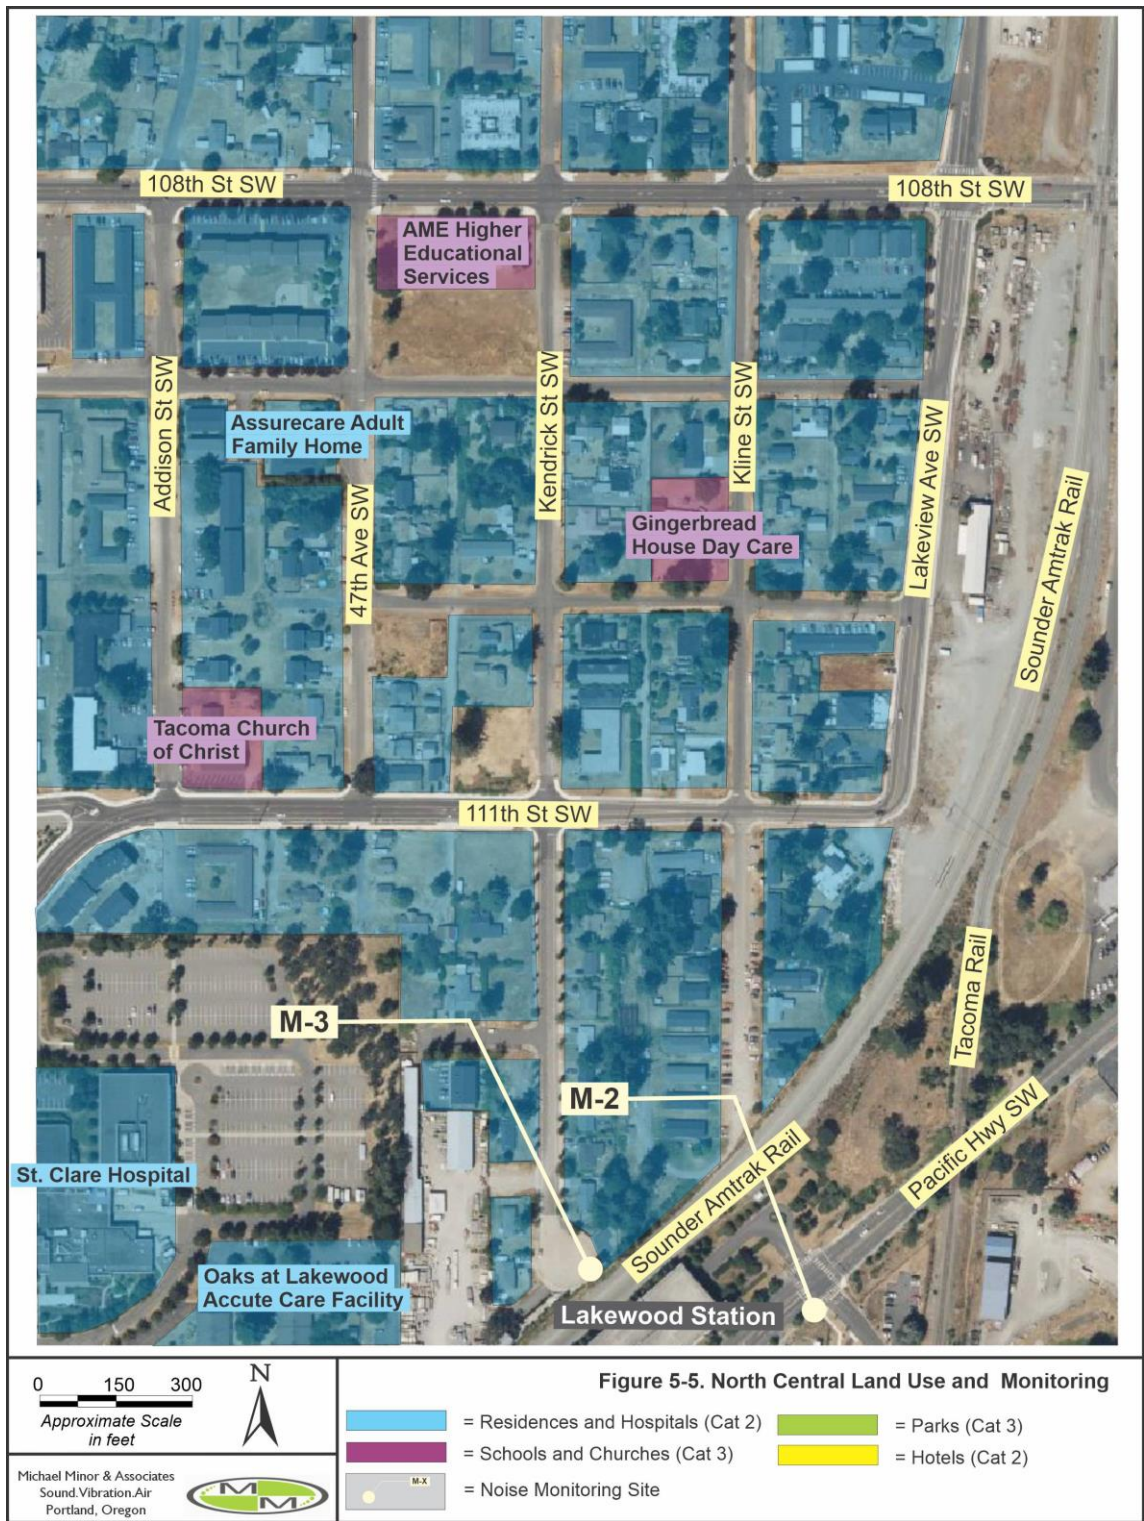 108th St SW
108th St SW
AME Higher
Educational
Services
Addison St SW
Assurecare Adult
Family Home
47th Ave SW
Kendrick St SW
Kline St SW
Lakeview Ave SW
Gingerbread
House Day Care
Sounder Amtrak Rail
Tacoma Church
of Christ
111th St SW
M-3
M-2
Tacoma Rail
Pacific Hwy SW
St. Clare Hospital
Sounder Amtrak Rail
Oaks at Lakewood
Accute Care Facility
Lakewood Station
0 150 300
Approximate Scale
in feet
N
Michael Minor & Associates
Sound.Vibration.Air
Portland, Oregon
MM
Figure 5-5. North Central Land Use and Monitoring
= Residences and Hospitals (Cat 2)
= Parks (Cat 3)
= Schools and Churches (Cat 3)
= Hotels (Cat 2)
M-X
= Noise Monitoring Site